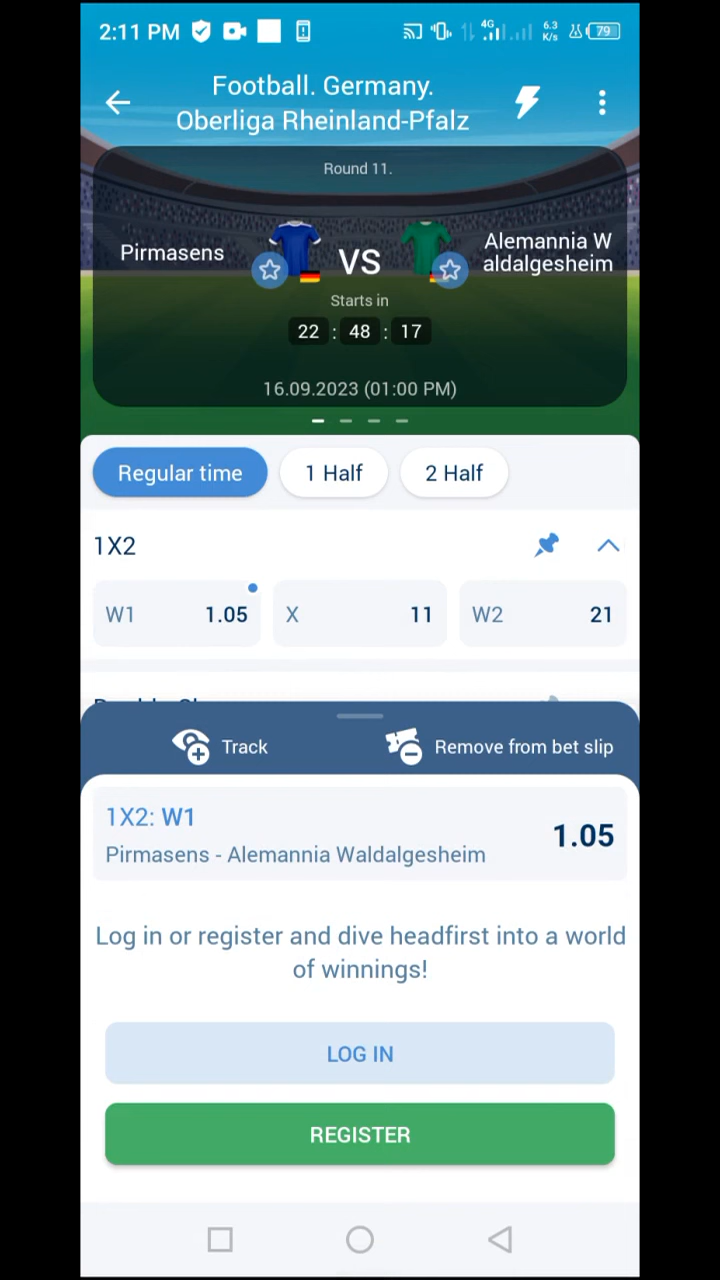 2:11 PM 4G 6.3 K/s 79
Football. Germany.
Oberliga Rheinland-Pfalz
Round 11.
Pirmasens VS Alemannia W
aldalgesheim
Starts in
22 : 48 : 17
16.09.2023 (01:00 PM)
Regular time 1 Half 2 Half
1X2
W1 1.05 X 11 W2 21
Track Remove from bet slip
1X2: W1
1.05
Pirmasens - Alemannia Waldalgesheim
Log in or register and dive headfirst into a world
of winnings!
LOG IN
REGISTER